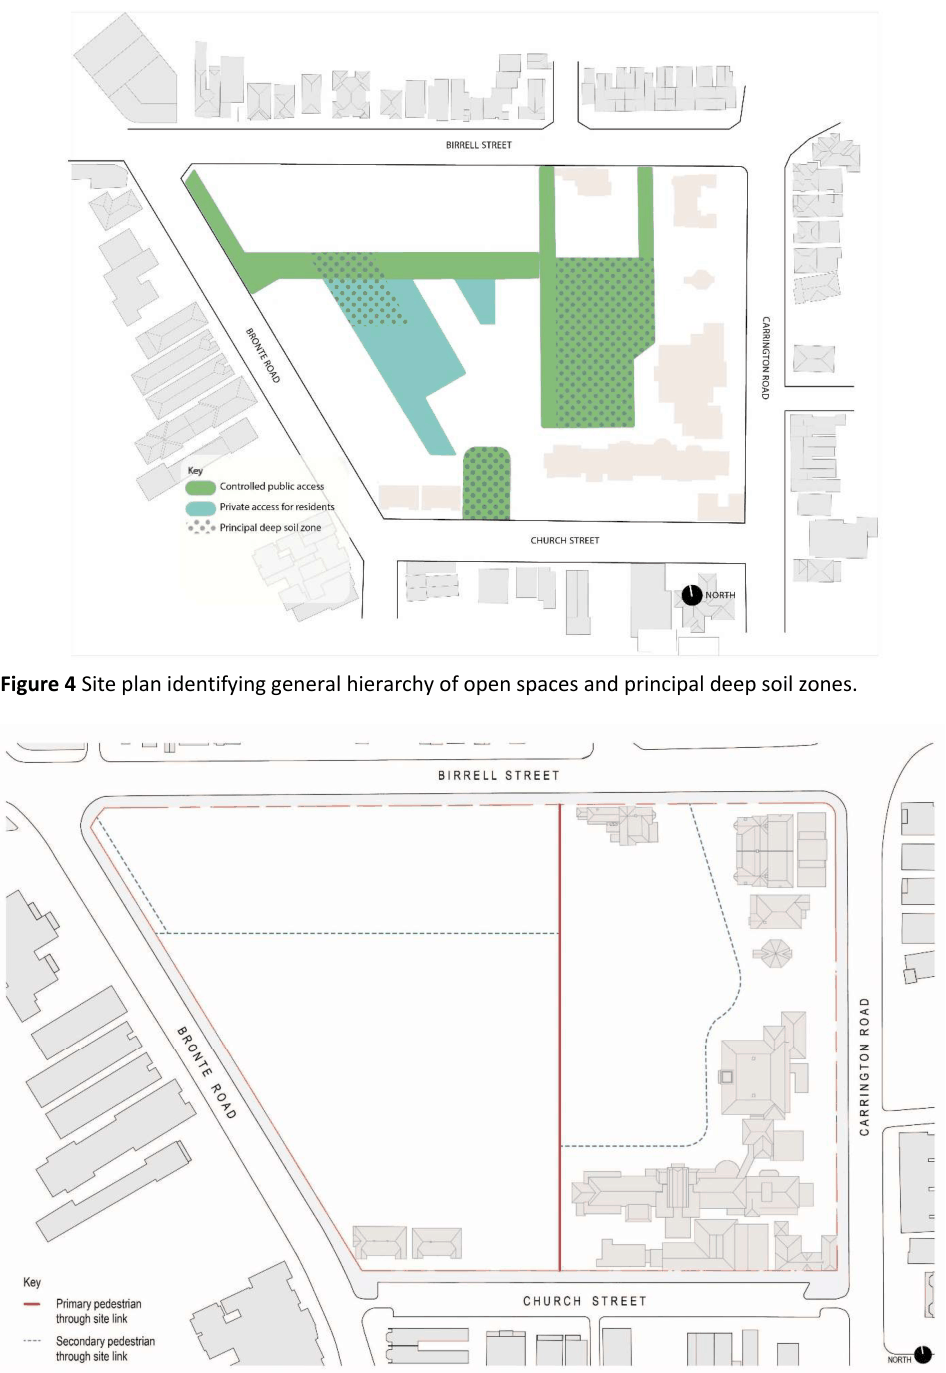 BIRRELL STREET
BRONTE ROAD
CARRINGTON ROAD
Key
Controlled public access
Private access for residents
Principal deep soil zone
CHURCH STREET
NORTH
Figure 4 Site plan identifying general hierarchy of open spaces and principal deep soil zones.
BIRRELL STREET
BRONTE ROAD
CARRINGTON ROAD
Key
Primary pedestrian
through site link
Secondary pedestrian
through site link
CHURCH STREET
NORTH